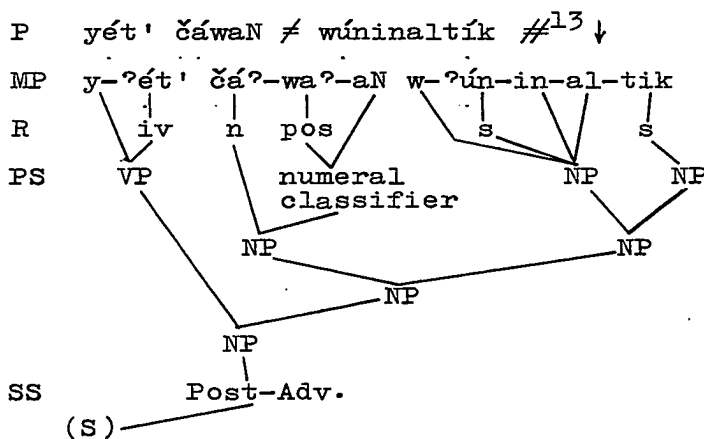 P yét' čáwaN ≠ wúninaltík #¹³ ↓
MP y-ʔét' čáʔ-waʔ-aN w-ʔún-in-al-tik
R iv n pos s s
PS VP numeral classifier NP NP
NP NP
NP
NP
SS Post-Adv.
(S)